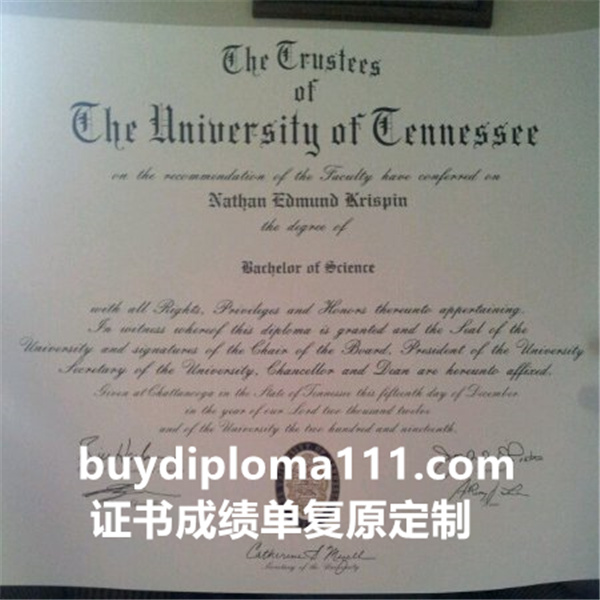 The Trustees
of
The University of Tennessee
on the recommendation of the Faculty have conferred on
Nathan Edmund Krispin
the degree of
Bachelor of Science
with all Rights, Privileges and Honors thereunto appertaining.
In witness whereof this diploma is granted and the Seal of the
University and signatures of the Chair of the Board, President of the University
Secretary of the University, Chancellor and Dean are hereunto affixed.
Given at Chattanooga in the State of Tennessee this fifteenth day of December
in the year of our Lord two thousand twelve
and of the University the two hundred and nineteenth.
buydiploma111.com
证书成绩单复原定制
Secretary of the University